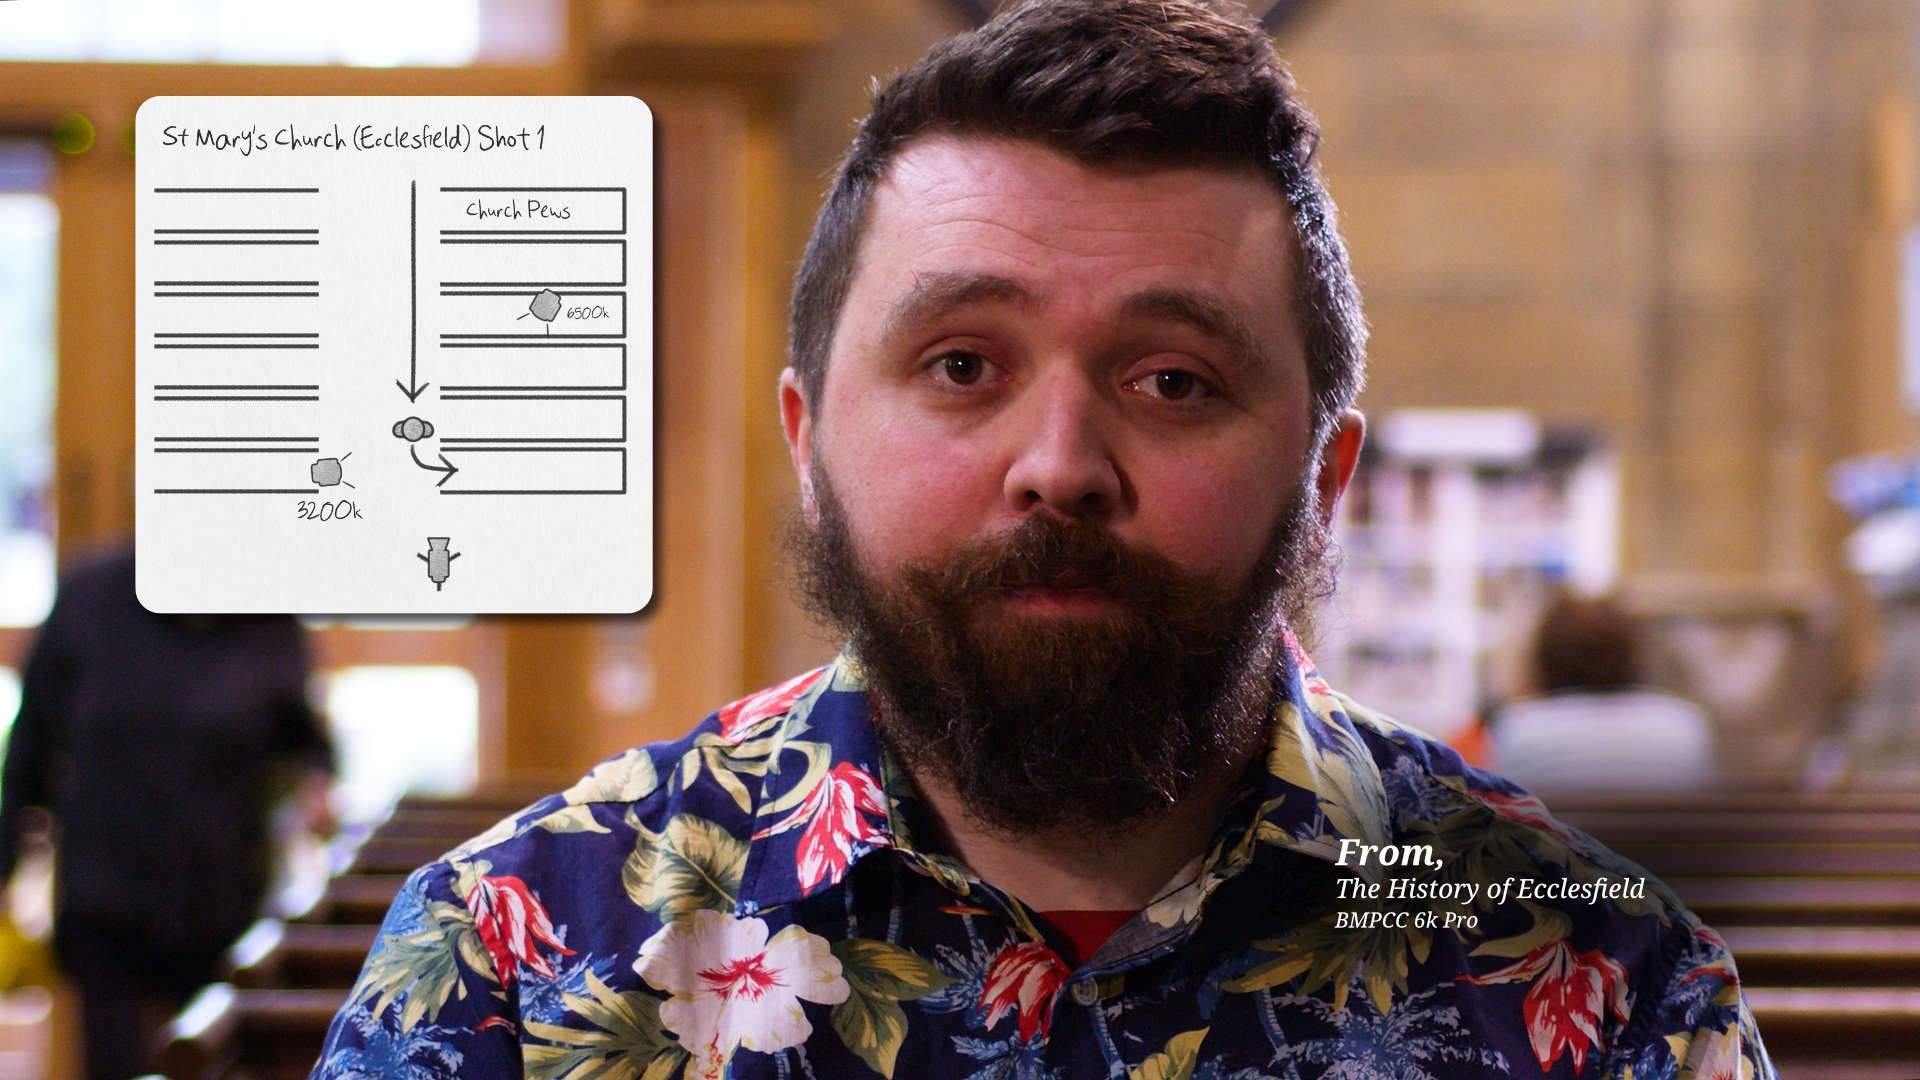 St Mary's Church (Ecclesfield) Shot 1
Church Pews
6500k
3200k
From,
The History of Ecclesfield
BMPCC 6k Pro